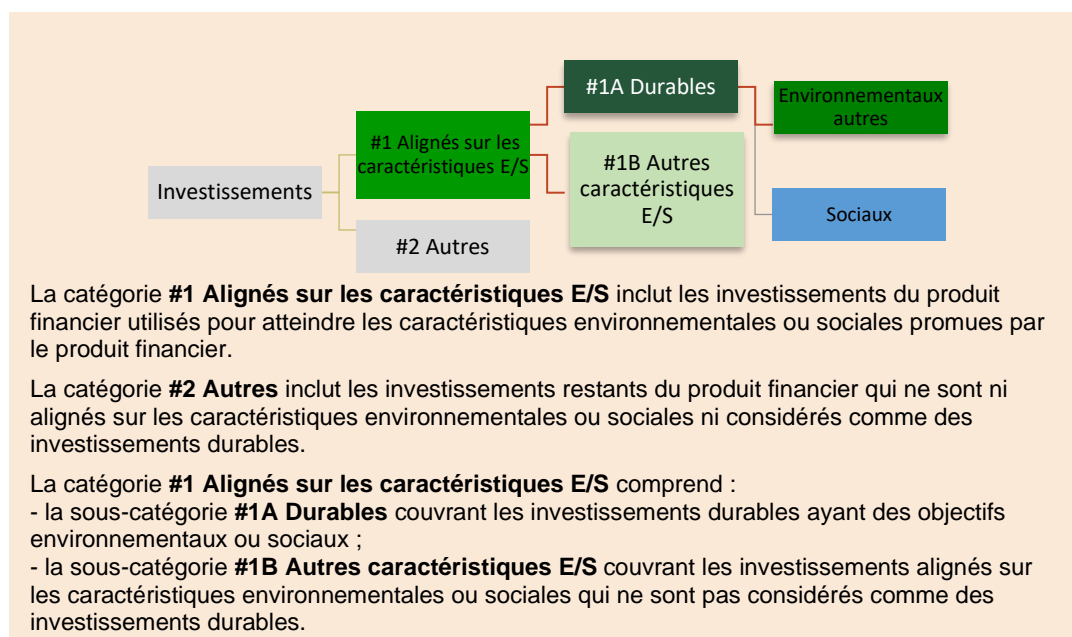 #1A Durables
Environnementaux
autres
#1 Alignés sur les
caractéristiques E/S
#1B Autres
caractéristiques
E/S
Investissements
Sociaux
#2 Autres
La catégorie #1 Alignés sur les caractéristiques E/S inclut les investissements du produit
financier utilisés pour atteindre les caractéristiques environnementales ou sociales promues par
le produit financier.
La catégorie #2 Autres inclut les investissements restants du produit financier qui ne sont ni
alignés sur les caractéristiques environnementales ou sociales ni considérés comme des
investissements durables.
La catégorie #1 Alignés sur les caractéristiques E/S comprend :
- la sous-catégorie #1A Durables couvrant les investissements durables ayant des objectifs
environnementaux ou sociaux ;
- la sous-catégorie #1B Autres caractéristiques E/S couvrant les investissements alignés sur
les caractéristiques environnementales ou sociales qui ne sont pas considérés comme des
investissements durables.